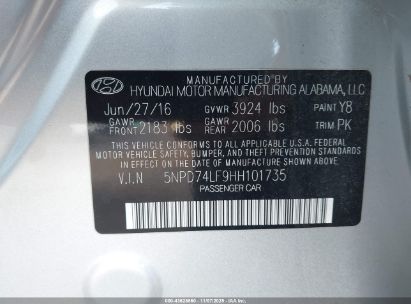 MANUFACTURED BY
HYUNDAI MOTOR MANUFACTURING ALABAMA, LLC
Jun/27/16 GVWR 3924 lbs PAINT Y8
GAWR FRONT 2183 lbs GAWR REAR 2006 lbs TRIM PK
THIS VEHICLE CONFORMS TO ALL APPLICABLE U.S. FEDERAL
MOTOR VEHICLE SAFETY, BUMPER, AND THEFT PREVENTION
STANDARDS IN EFFECT ON THE DATE OF MANUFACTURE SHOWN ABOVE.
V.I.N 5NPD74LF9HH101735
PASSENGER CAR